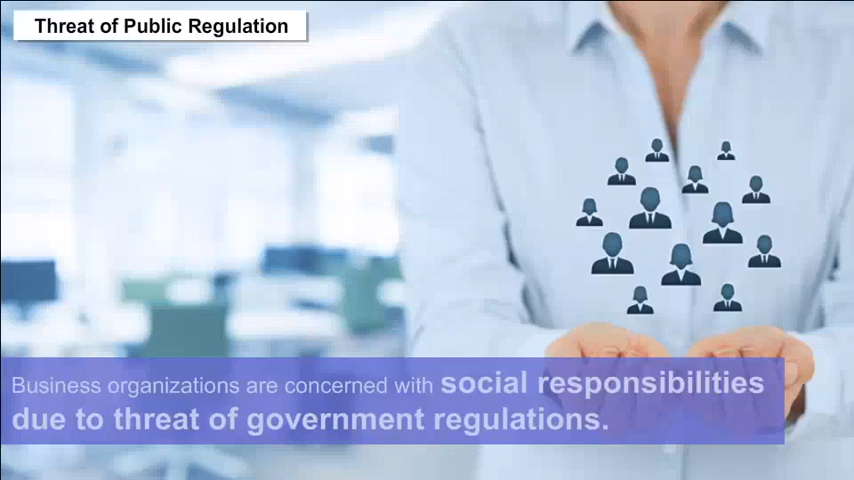 Threat of Public Regulation
Business organizations are concerned with social responsibilities
due to threat of government regulations.